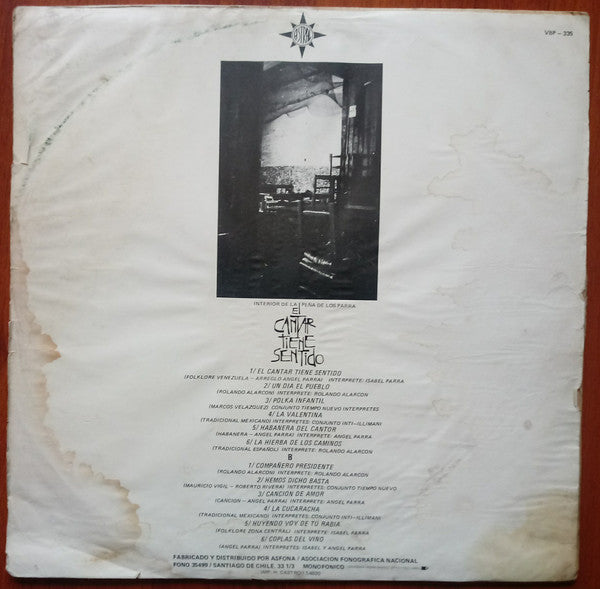 ASTRAL
VBP — 335
INTERIOR DE LA PEÑA DE LOS PARRA
El
CANTAR
tiENE
SENtidO
1/ EL CANTAR TIENE SENTIDO
(FOLKLORE VENEZUELA — ARREGLO ANGEL PARRA) INTERPRETE: ISABEL PARRA
2/ UN DIA EL PUEBLO
(ROLANDO ALARCON) INTERPRETE: ROLANDO ALARCON
3/ POLKA INFANTIL
(MARCOS VELAZQUEZ) CONJUNTO TIEMPO NUEVO INTERPRETES
4/ LA VALENTINA
(TRADICIONAL MEXICANO) INTERPRETES: CONJUNTO INTI—ILLIMANI
5/ HABANERA DEL CANTOR
(HABANERA — ANGEL PARRA) INTERPRETE: ANGEL PARRA
6/ LA HIERBA DE LOS CAMINOS
(TRADICIONAL ESPAÑOL) INTERPRETE: ROLANDO ALARCON
B
1/ COMPAÑERO PRESIDENTE
(ROLANDO ALARCON) INTERPRETE: ROLANDO ALARCON
2/ HEMOS DICHO BASTA
(MAURICIO VIGIL — ROBERTO RIVERA) INTERPRETES: CONJUNTO TIEMPO NUEVO
3/ CANCION DE AMOR
(CANCION — ANGEL PARRA) INTERPRETE: ANGEL PARRA
4/ LA CUCARACHA
(TRADICIONAL MEXICANO) INTERPRETES: CONJUNTO INTI—ILLIMANI
5/ HUYENDO VOY DE TU RABIA
(FOLKLORE ZONA CENTRAL) INTERPRETE: ISABEL PARRA
6/ COPLAS DEL VINO
(ANGEL PARRA) INTERPRETES: ISABEL Y ANGEL PARRA
FABRICADO Y DISTRIBUIDO POR ASFONA / ASOCIACION FONOGRAFICA NACIONAL
FONO 35499 / SANTIAGO DE CHILE. 33.1/3 MONOFONICO
IMP. H. CASTRO